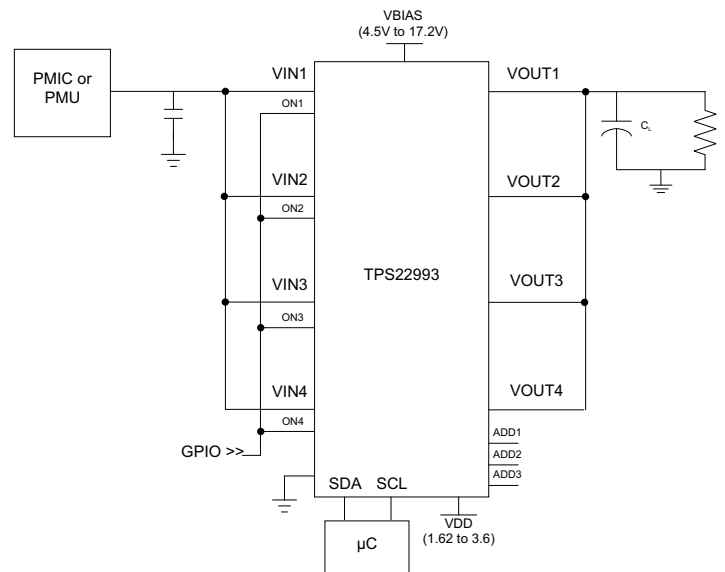 VBIAS
(4.5V to 17.2V)
PMIC or
PMU
VIN1
VOUT1
ON1
C
L
VIN2
VOUT2
ON2
TPS22993
VIN3
VOUT3
ON3
VIN4
VOUT4
ON4
ADD1
GPIO >>
ADD2
ADD3
SDA
SCL
VDD
(1.62 to 3.6)
µC